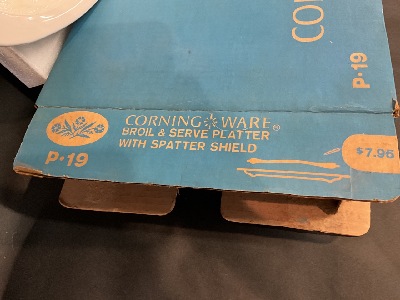 CO
P-19
CORNING WARE®
BROIL & SERVE PLATTER
WITH SPATTER SHIELD
P-19
$7.96